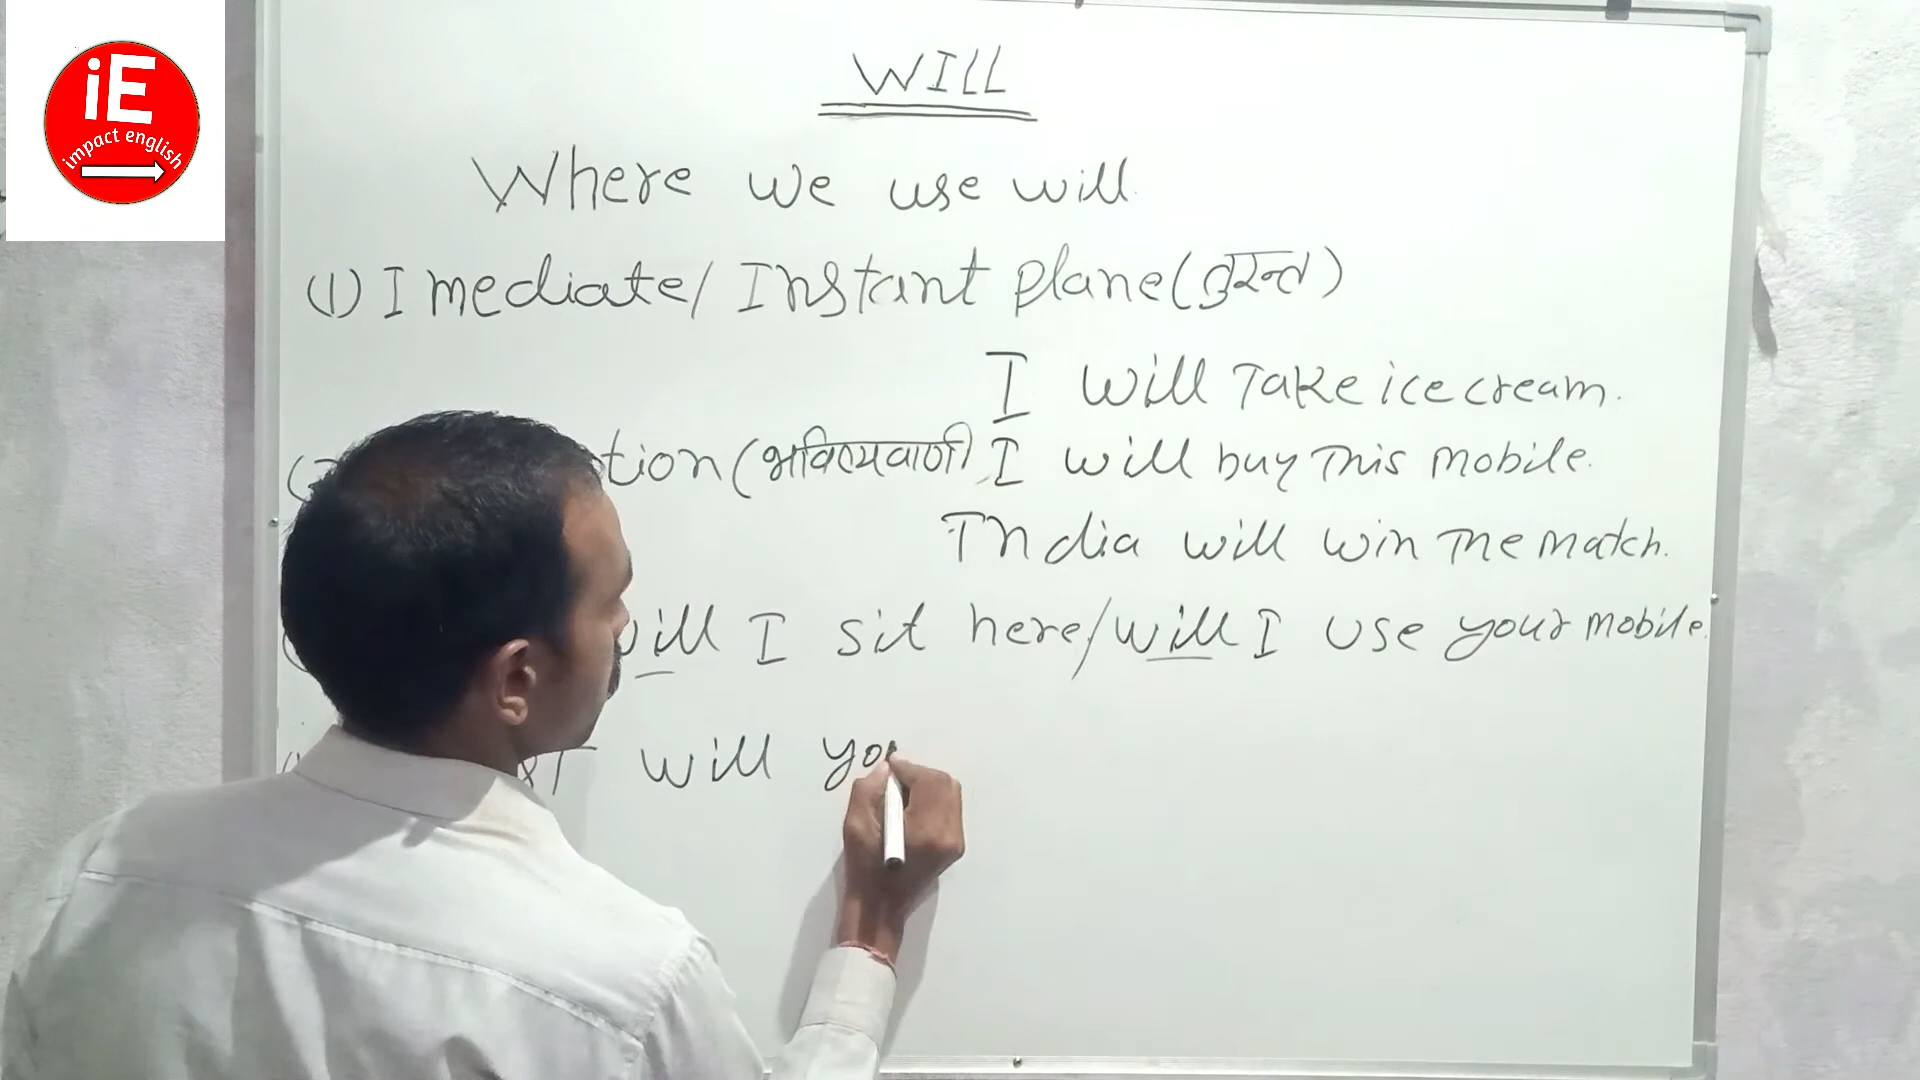 iE
impact english
WILL
Where we use will.
(1) Imediate/Instant plane (तुरन्त)
I will Take ice cream.
tion (भविष्यवाणी) I will buy This mobile.
India will win The match.
will I sit here/will I use your mobile.
will yo